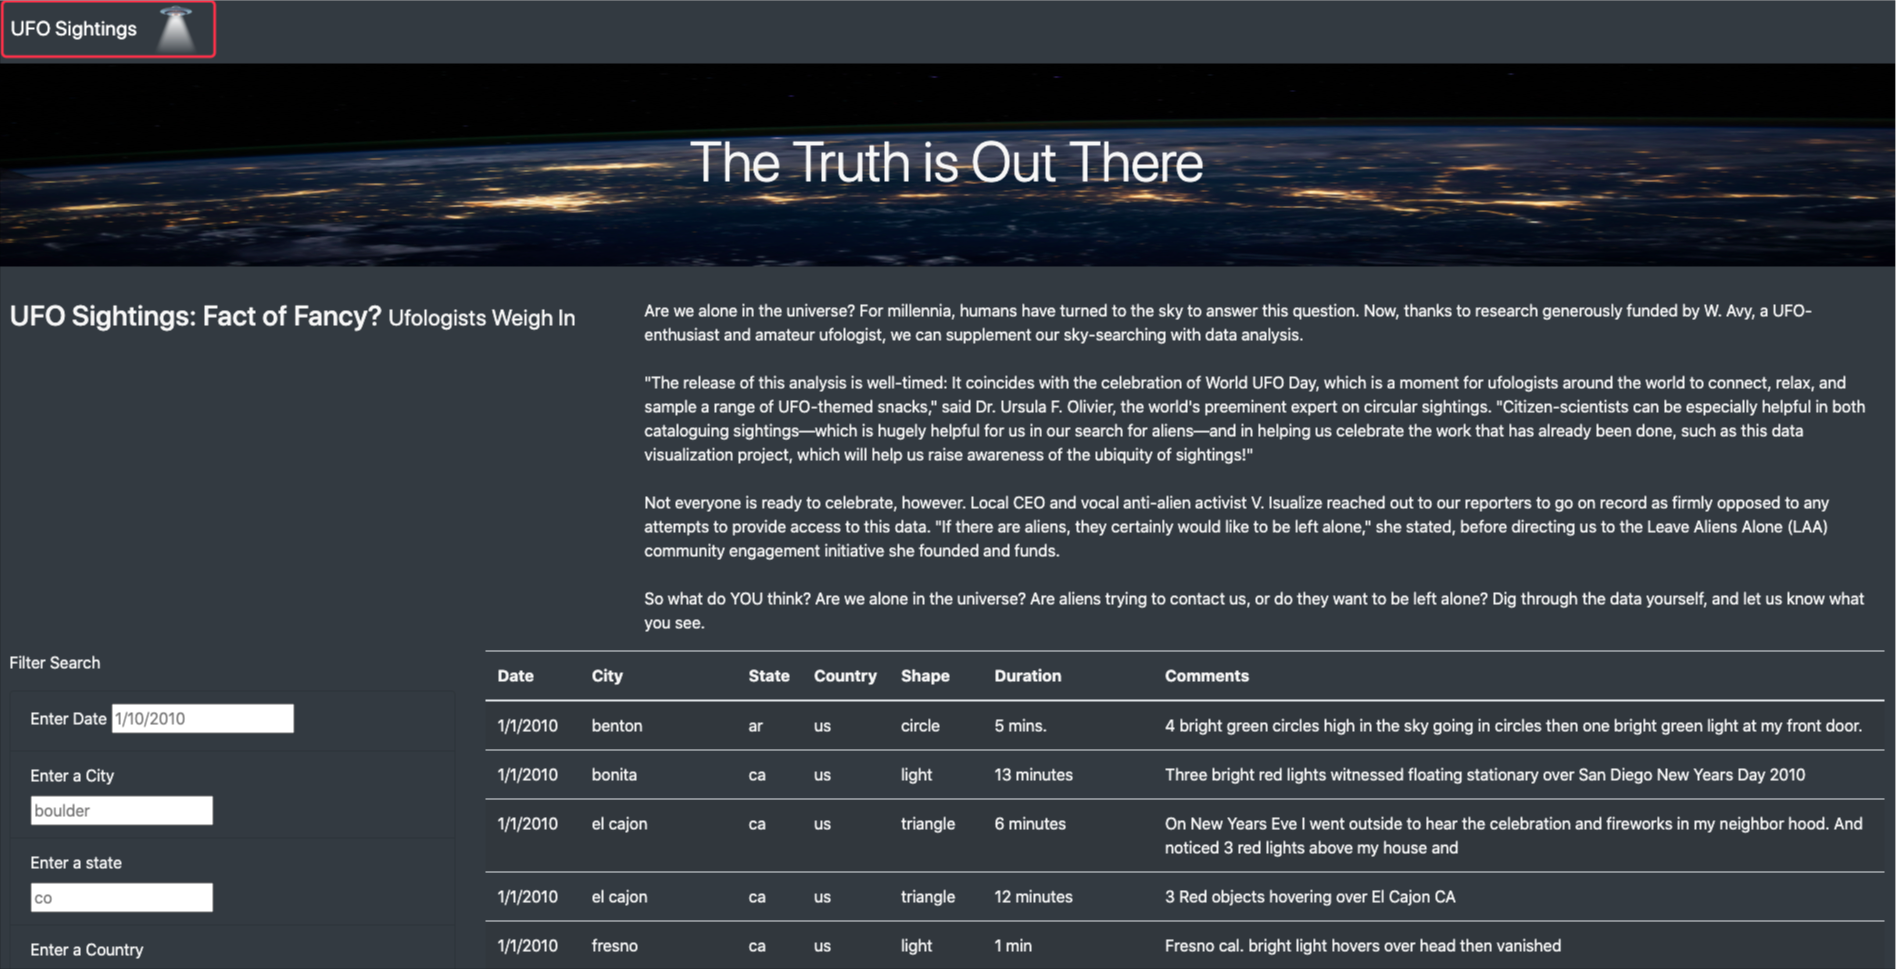 UFO Sightings
The Truth is Out There
UFO Sightings: Fact of Fancy? Ufologists Weigh In
Are we alone in the universe? For millennia, humans have turned to the sky to answer this question. Now, thanks to research generously funded by W. Avy, a UFO-
enthusiast and amateur ufologist, we can supplement our sky-searching with data analysis.
"The release of this analysis is well-timed: It coincides with the celebration of World UFO Day, which is a moment for ufologists around the world to connect, relax, and
sample a range of UFO-themed snacks," said Dr. Ursula F. Olivier, the world's preeminent expert on circular sightings. "Citizen-scientists can be especially helpful in both
cataloguing sightings—which is hugely helpful for us in our search for aliens—and in helping us celebrate the work that has already been done, such as this data
visualization project, which will help us raise awareness of the ubiquity of sightings!"
Not everyone is ready to celebrate, however. Local CEO and vocal anti-alien activist V. Isualize reached out to our reporters to go on record as firmly opposed to any
attempts to provide access to this data. "If there are aliens, they certainly would like to be left alone," she stated, before directing us to the Leave Aliens Alone (LAA)
community engagement initiative she founded and funds.
So what do YOU think? Are we alone in the universe? Are aliens trying to contact us, or do they want to be left alone? Dig through the data yourself, and let us know what
you see.
Filter Search
Enter Date 1/10/2010
Enter a City
boulder
Enter a state
co
Enter a Country
Date City State Country Shape Duration Comments
1/1/2010 benton ar us circle 5 mins. 4 bright green circles high in the sky going in circles then one bright green light at my front door.
1/1/2010 bonita ca us light 13 minutes Three bright red lights witnessed floating stationary over San Diego New Years Day 2010
1/1/2010 el cajon ca us triangle 6 minutes On New Years Eve I went outside to hear the celebration and fireworks in my neighbor hood. And
noticed 3 red lights above my house and
1/1/2010 el cajon ca us triangle 12 minutes 3 Red objects hovering over El Cajon CA
1/1/2010 fresno ca us light 1 min Fresno cal. bright light hovers over head then vanished